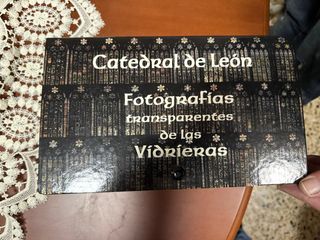 Catedral de León
Fotografías
transparentes
de las
Vidrieras